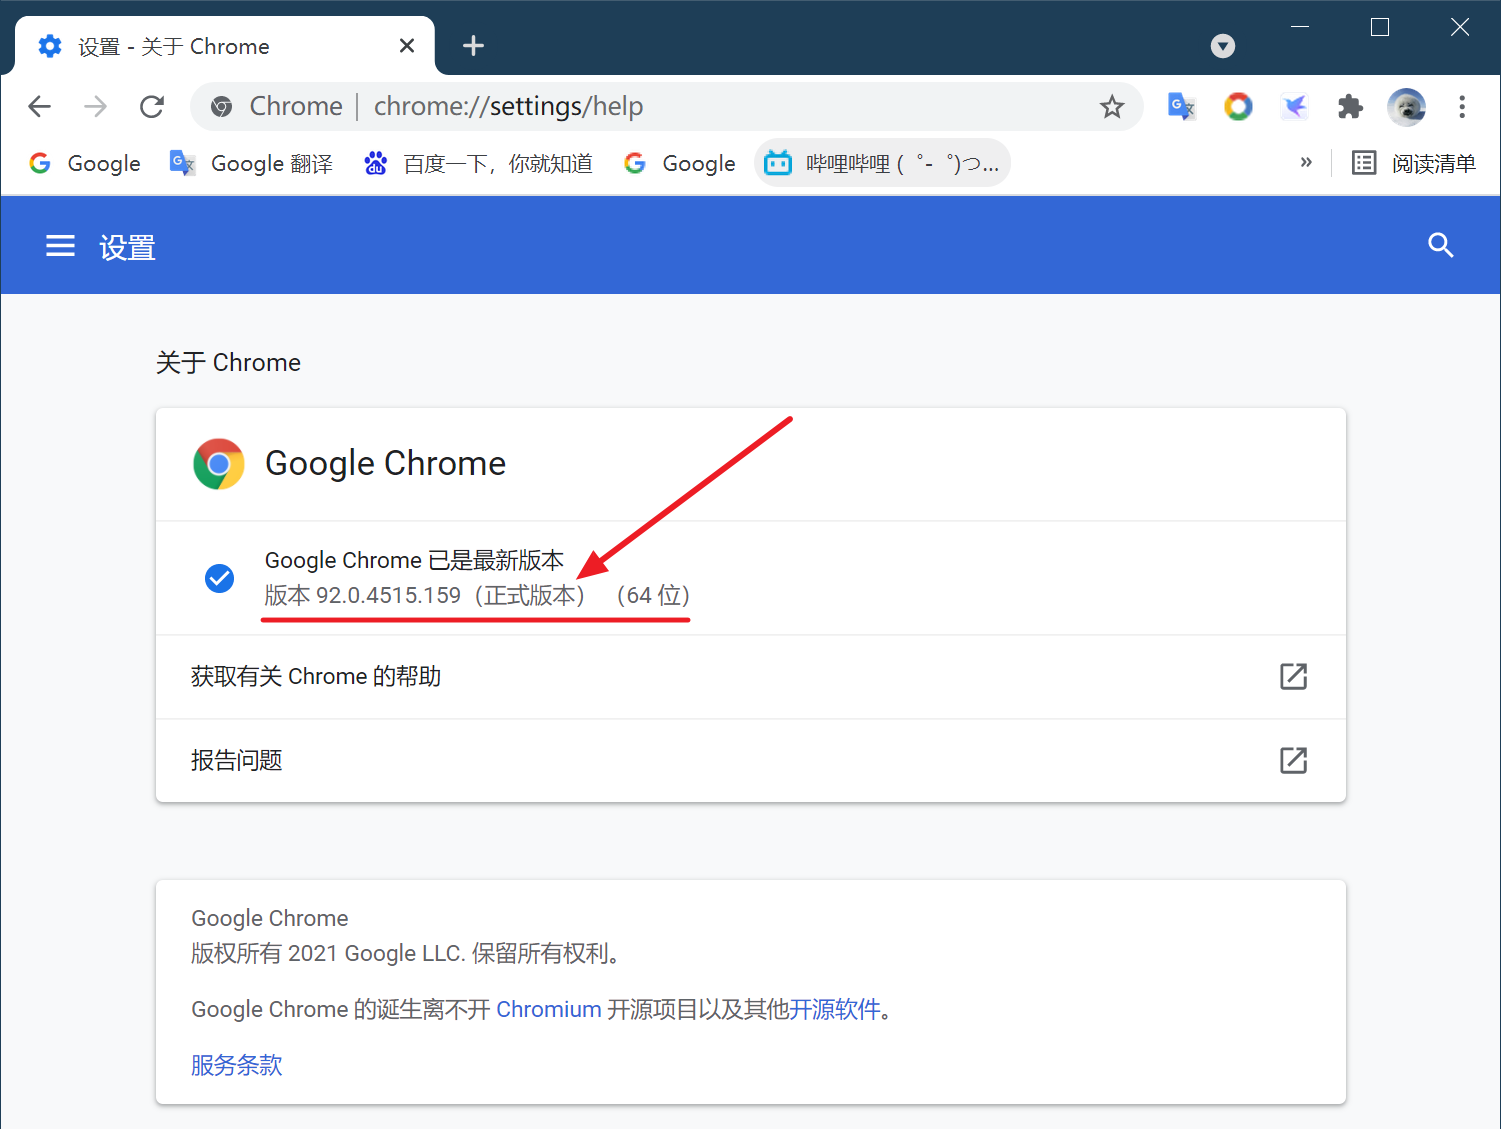 设置 - 关于 Chrome
Chrome | chrome://settings/help
Google
Google 翻译
百度一下，你就知道
Google
哔哩哔哩 (゜-゜)つ...
»
阅读清单
设置
关于 Chrome
Google Chrome
Google Chrome 已是最新版本
版本 92.0.4515.159（正式版本） （64 位）
获取有关 Chrome 的帮助
报告问题
Google Chrome
版权所有 2021 Google LLC. 保留所有权利。
Google Chrome 的诞生离不开 Chromium 开源项目以及其他开源软件。
服务条款